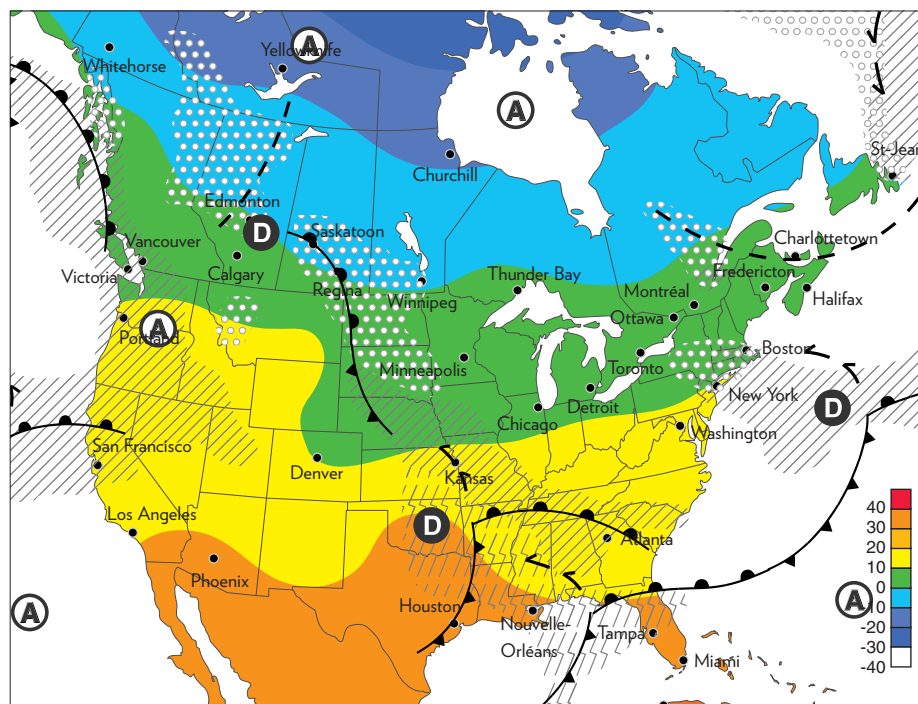 A
Yellowknife
Whitehorse
A
St-Jean
Churchill
Edmonton
D
Saskatoon
Vancouver
Charlottetown
Victoria
Calgary
Thunder Bay
Fredericton
Regina
Winnipeg
Montréal
Halifax
Ottawa
A
Portland
Minneapolis
Toronto
Boston
New York
D
Detroit
Chicago
Washington
San Francisco
Denver
Kansas
Los Angeles
D
Atlanta
Phoenix
Houston
Nouvelle-
Orléans
Tampa
Miami
A
A
40
30
20
10
0
-10
-20
-30
-40